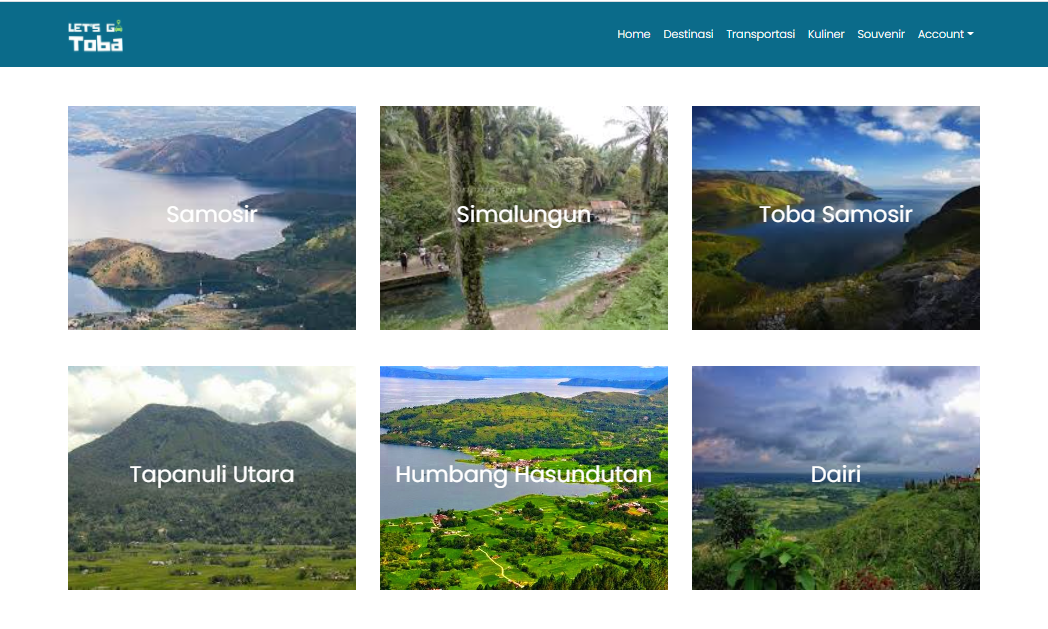 LET'S GO
Toba
Home Destinasi Transportasi Kuliner Souvenir Account
Samosir Simalungun Toba Samosir
Tapanuli Utara Humbang Hasundutan Dairi